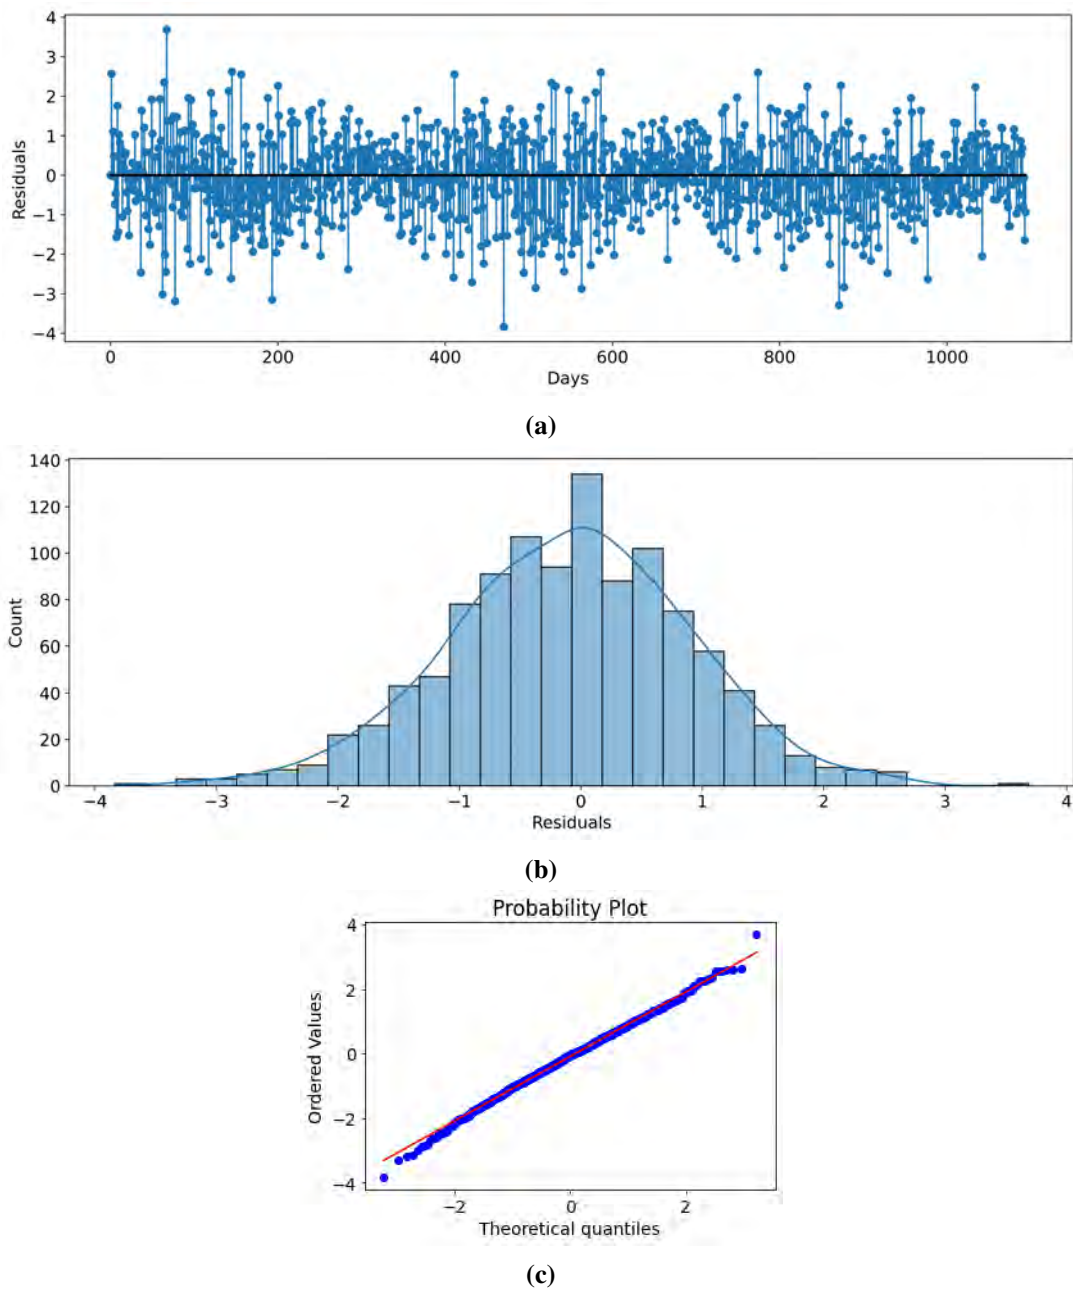 4
3
2
1
0
−1
−2
−3
−4
Residuals
0 200 400 600 800 1000
Days
(a)
140
120
100
80
60
40
20
0
Count
−4 −3 −2 −1 0 1 2 3 4
Residuals
(b)
Probability Plot
4
2
0
−2
−4
Ordered Values
−2 0 2
Theoretical quantiles
(c)